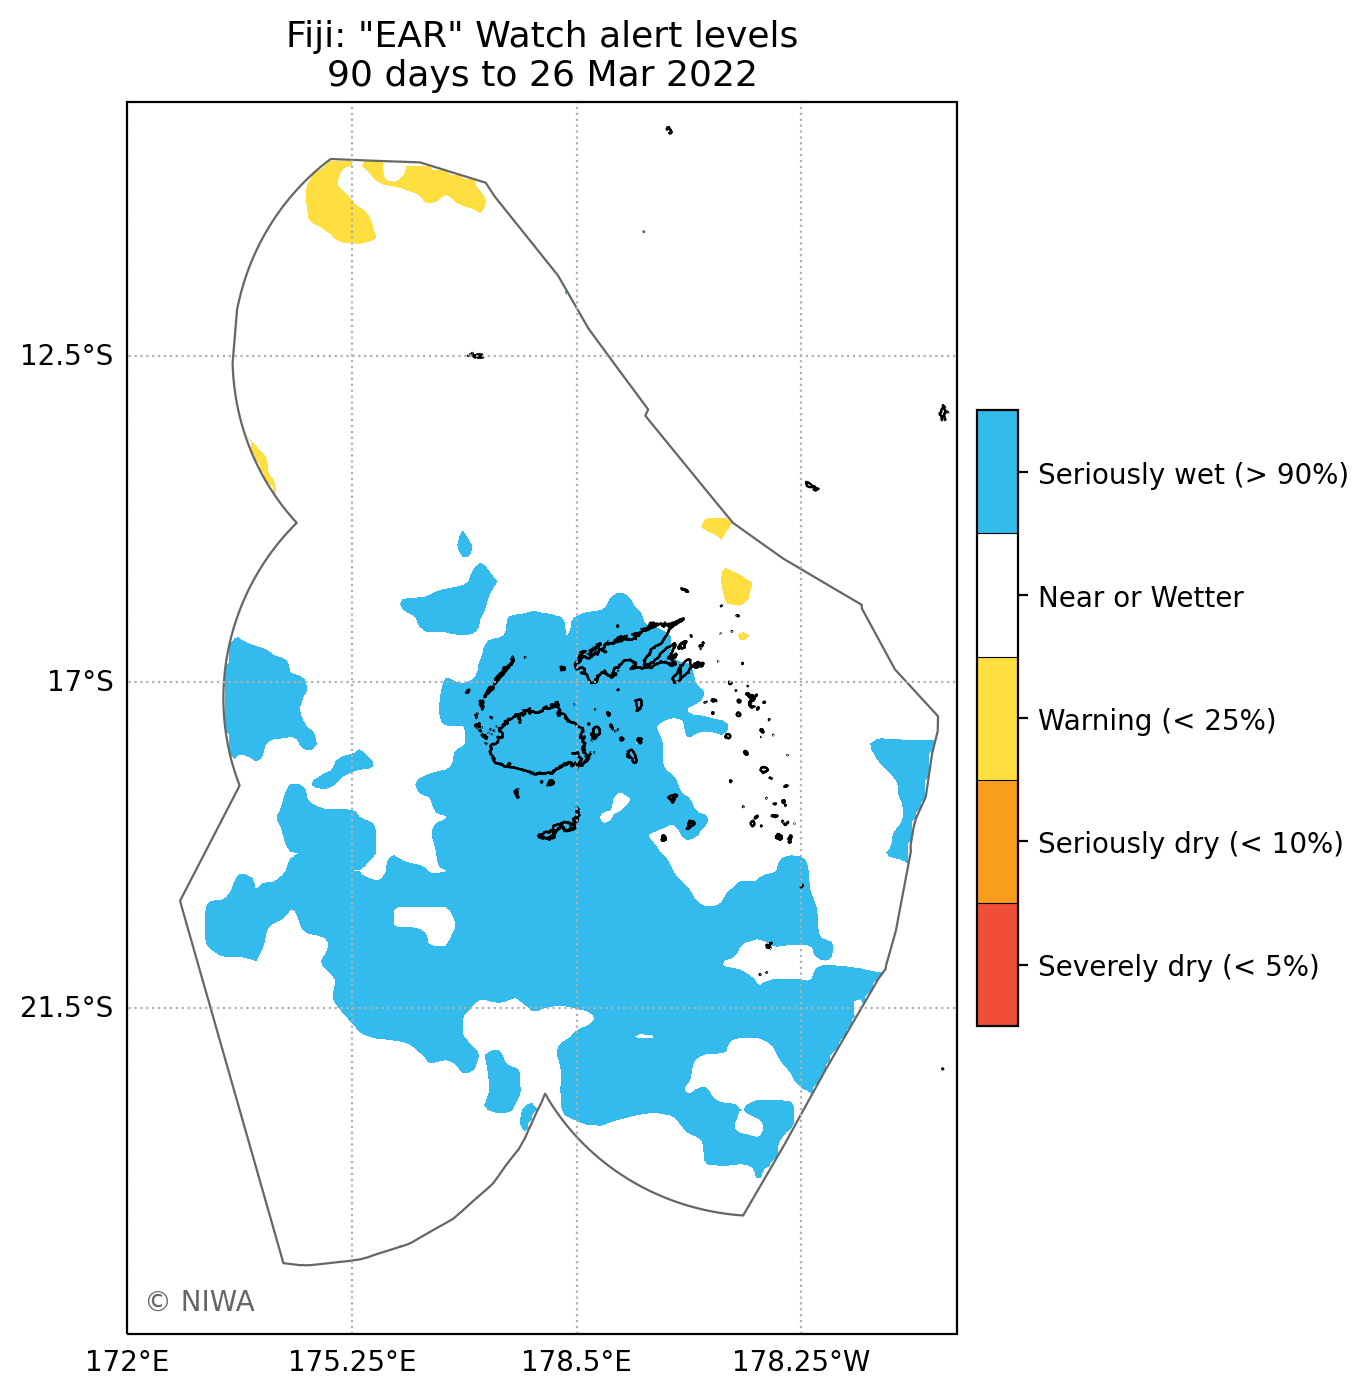 Fiji: "EAR" Watch alert levels
90 days to 26 Mar 2022
12.5°S
17°S
21.5°S
172°E
175.25°E
178.5°E
178.25°W
Seriously wet (> 90%)
Near or Wetter
Warning (< 25%)
Seriously dry (< 10%)
Severely dry (< 5%)
© NIWA